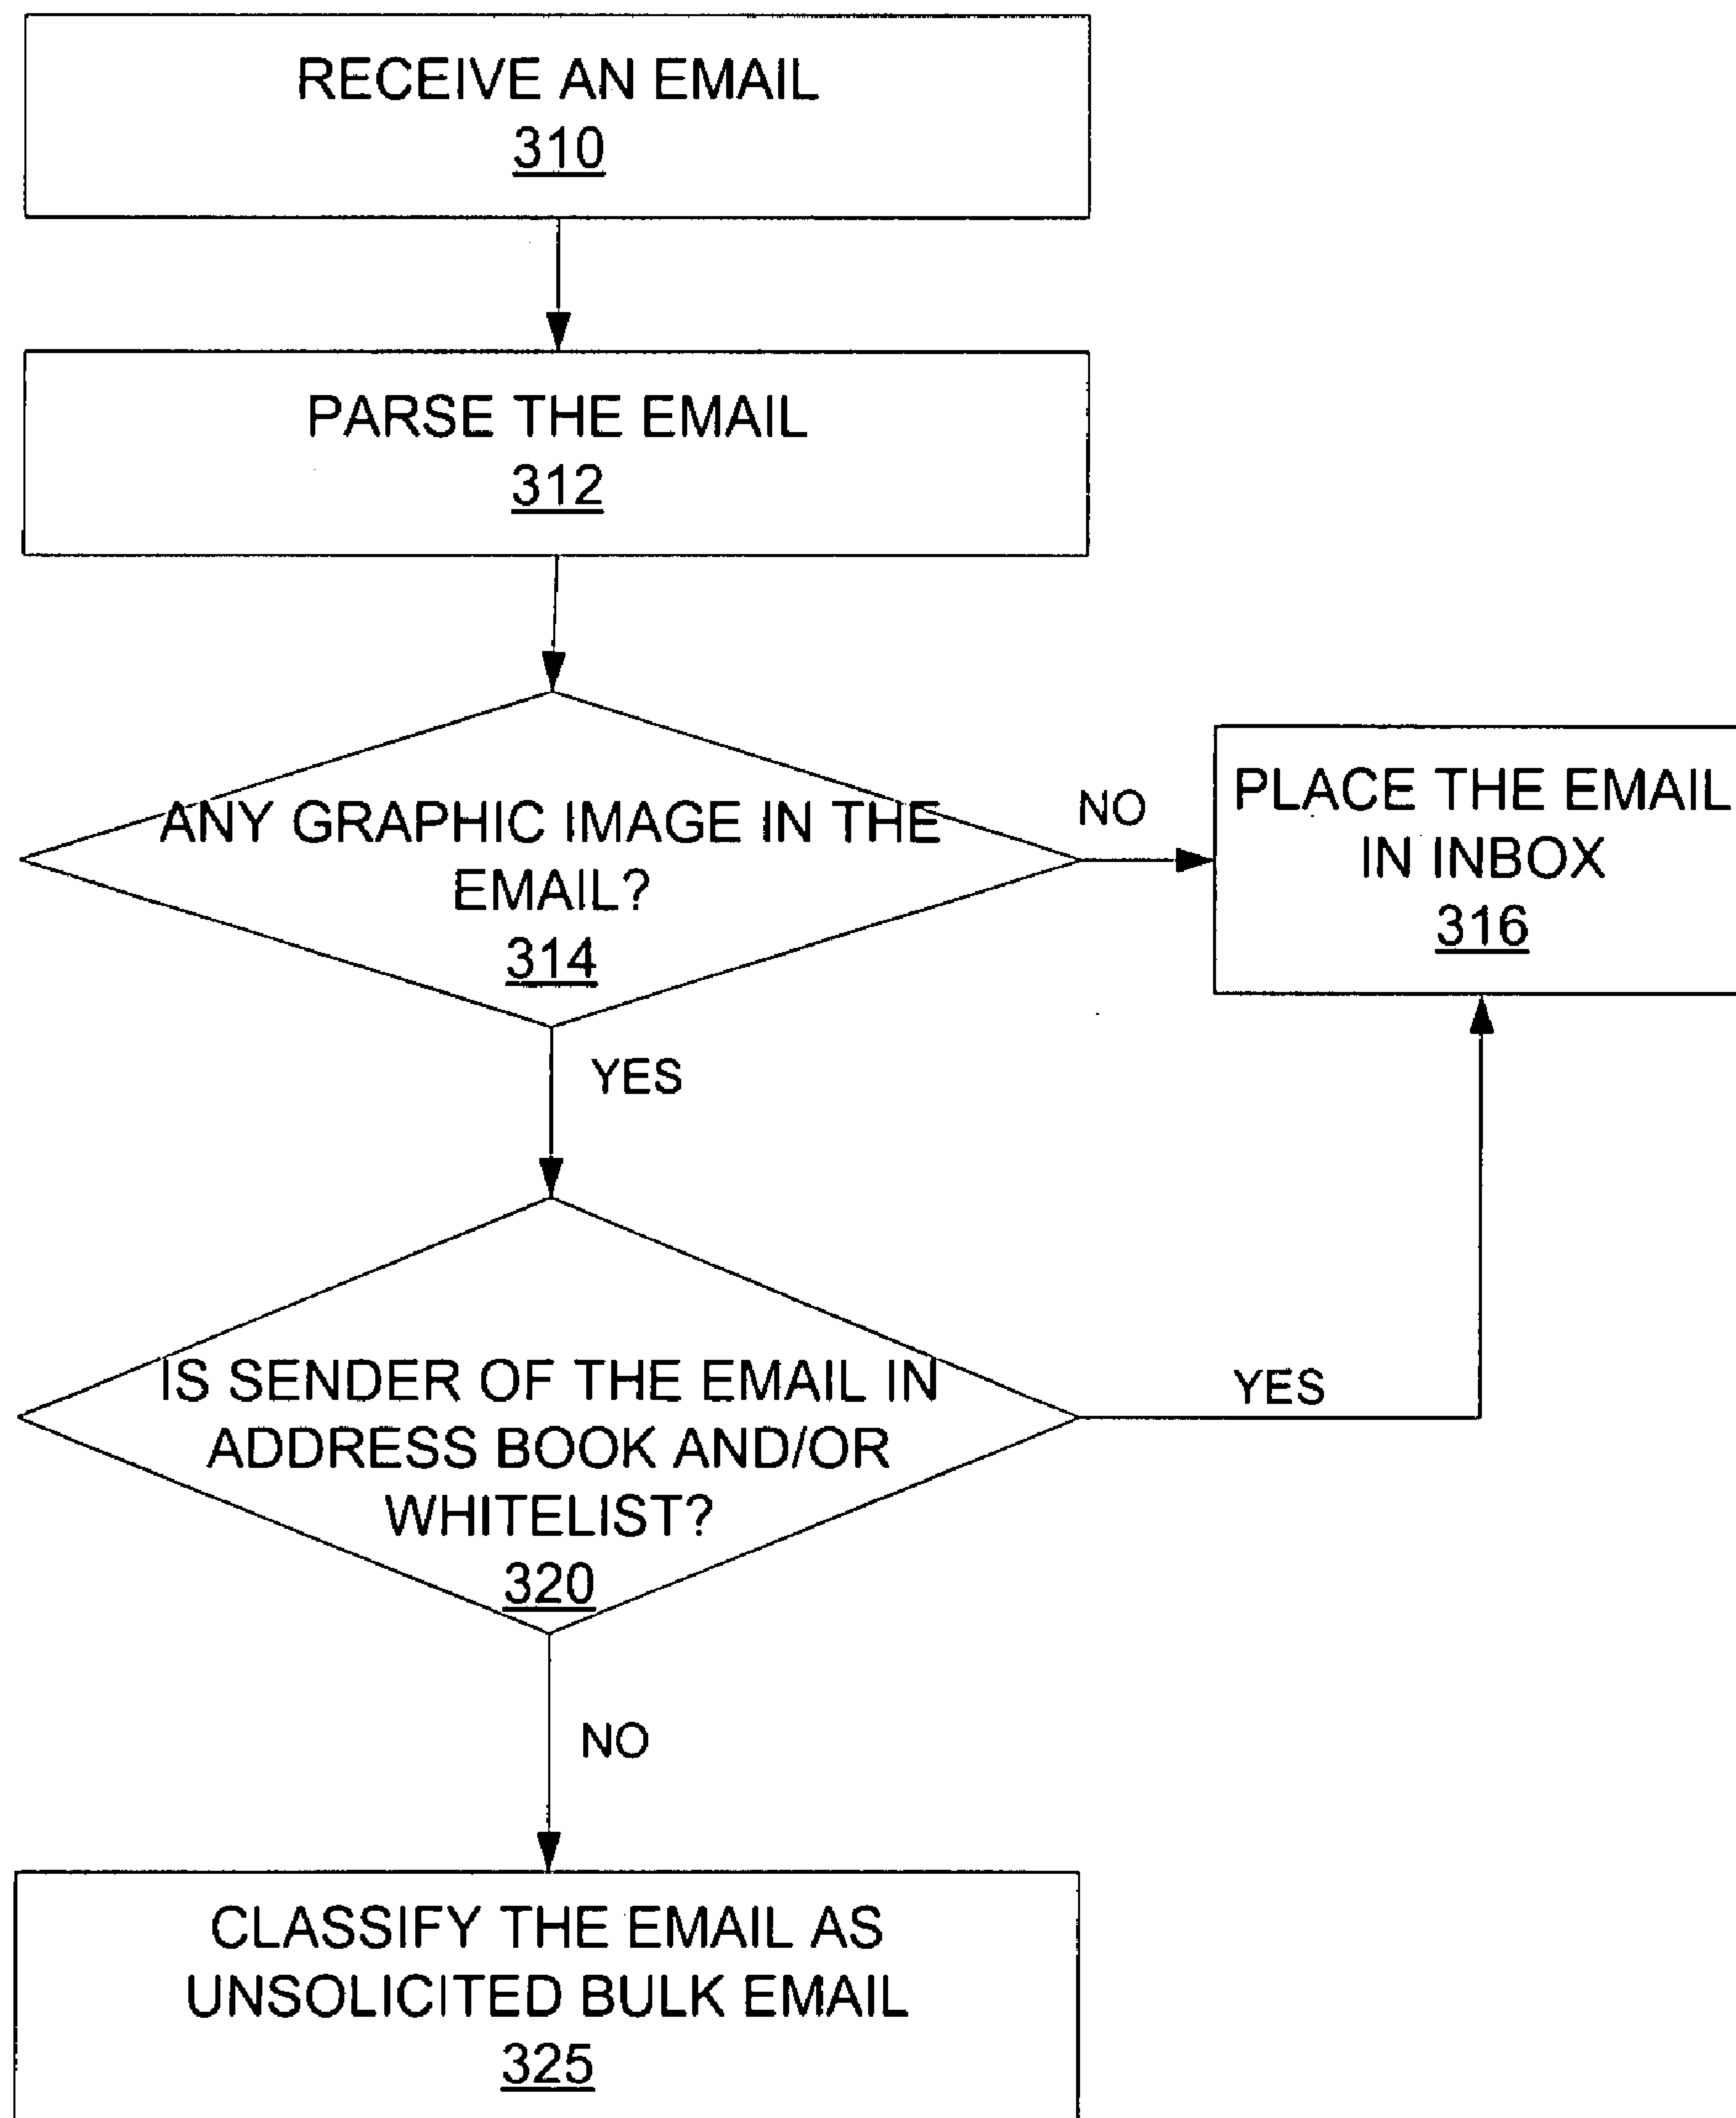 RECEIVE AN EMAIL
310
PARSE THE EMAIL
312
ANY GRAPHIC IMAGE IN THE
EMAIL?
314
NO
PLACE THE EMAIL
IN INBOX
316
YES
IS SENDER OF THE EMAIL IN
ADDRESS BOOK AND/OR
WHITELIST?
320
YES
NO
CLASSIFY THE EMAIL AS
UNSOLICITED BULK EMAIL
325